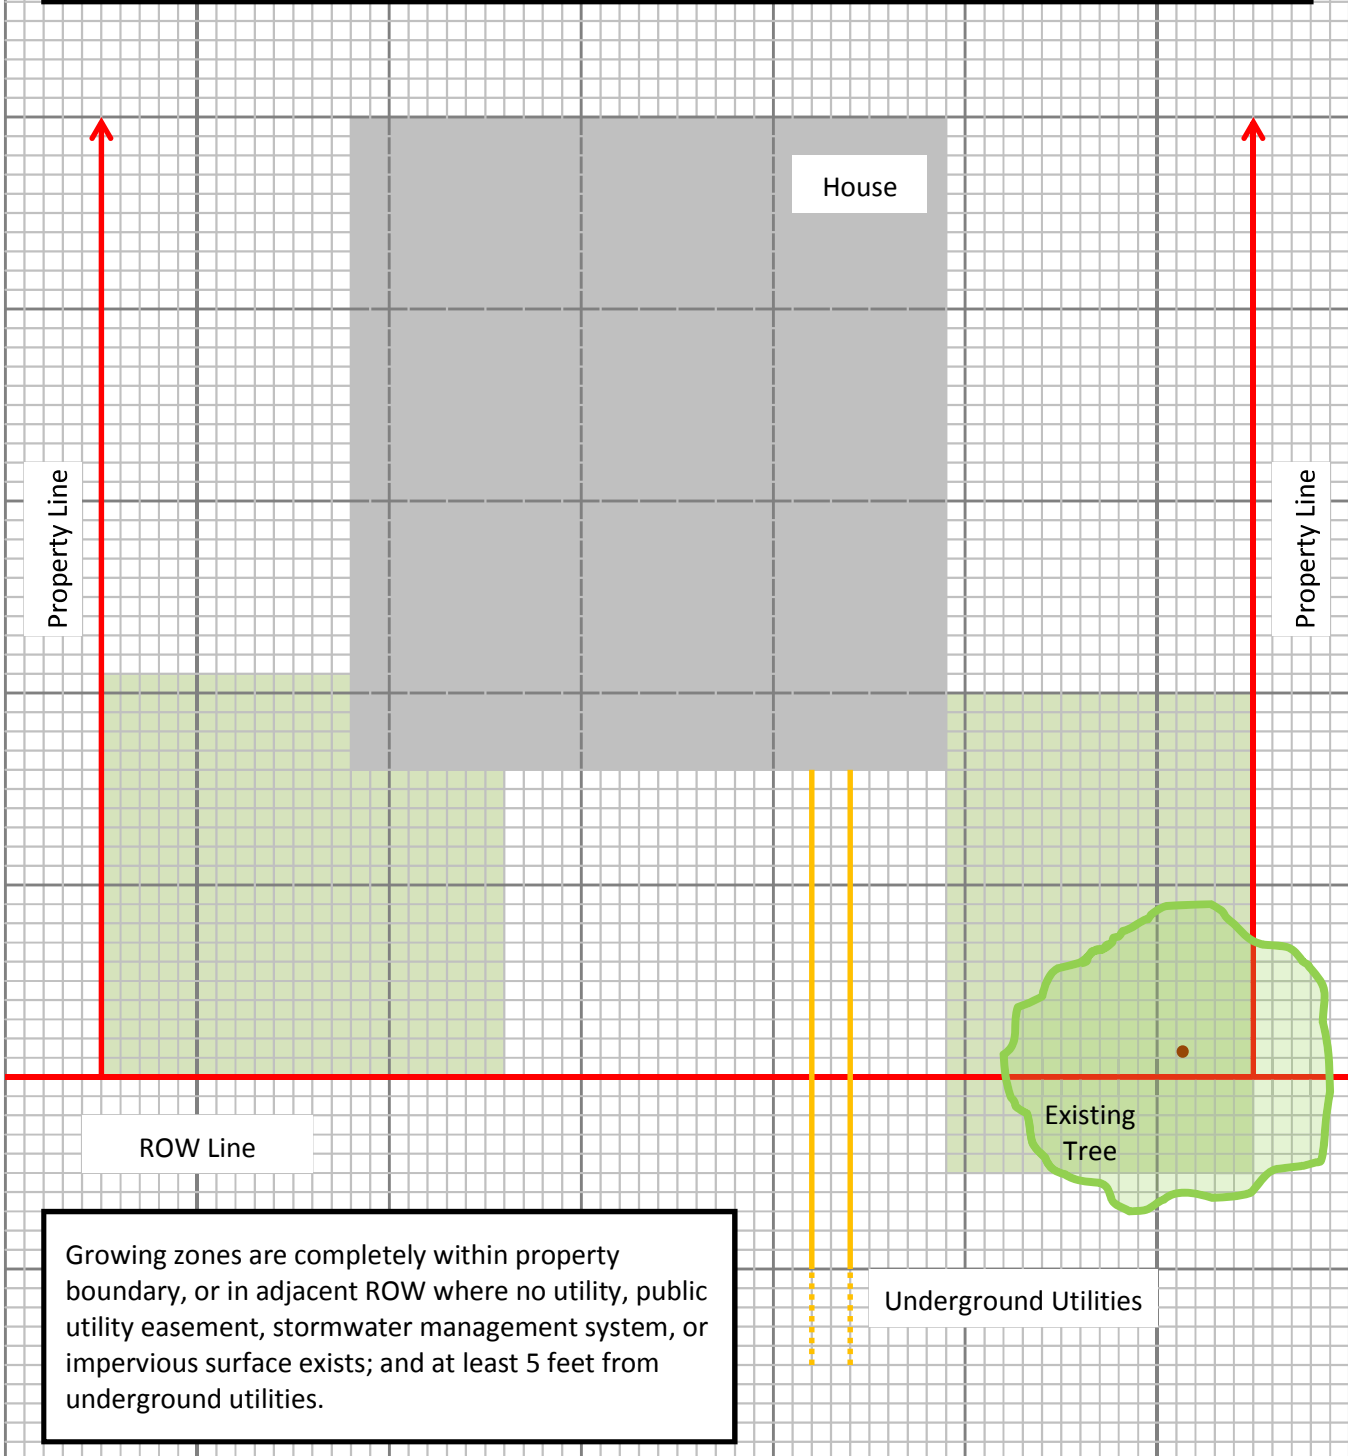 House
Property Line
Property Line
ROW Line
Existing
Tree
Growing zones are completely within property
boundary, or in adjacent ROW where no utility, public
utility easement, stormwater management system, or
impervious surface exists; and at least 5 feet from
underground utilities.
Underground Utilities